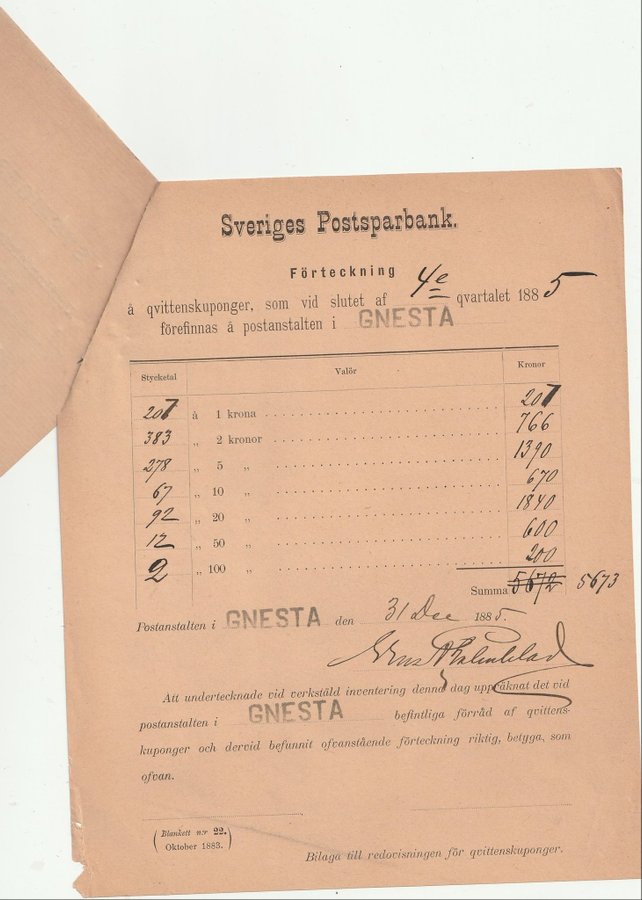 Sveriges Postsparbank.
Förteckning
å qvittenskuponger, som vid slutet af 4e qvartalet 1885
förefinnas å postanstalten i GNESTA
Stycketal Valör Kronor
207 à 1 krona 207
383 „ 2 kronor 766
278 „ 5 „ 1390
67 „ 10 „ 670
92 „ 20 „ 1840
12 „ 50 „ 600
2 „ 100 „ 200
Summa 5672 5673
Postanstalten i GNESTA den 31 Dec 1885.
Att undertecknade vid verkstäld inventering denna dag uppräknat det vid
postanstalten i GNESTA befintliga förråd af qvittens-
kuponger och dervid befunnit ofvanstående förteckning riktig, betyga, som
ofvan.
(Blankett n:r 22.
Oktober 1883.)
Bilaga till redovisningen för qvittenskuponger.